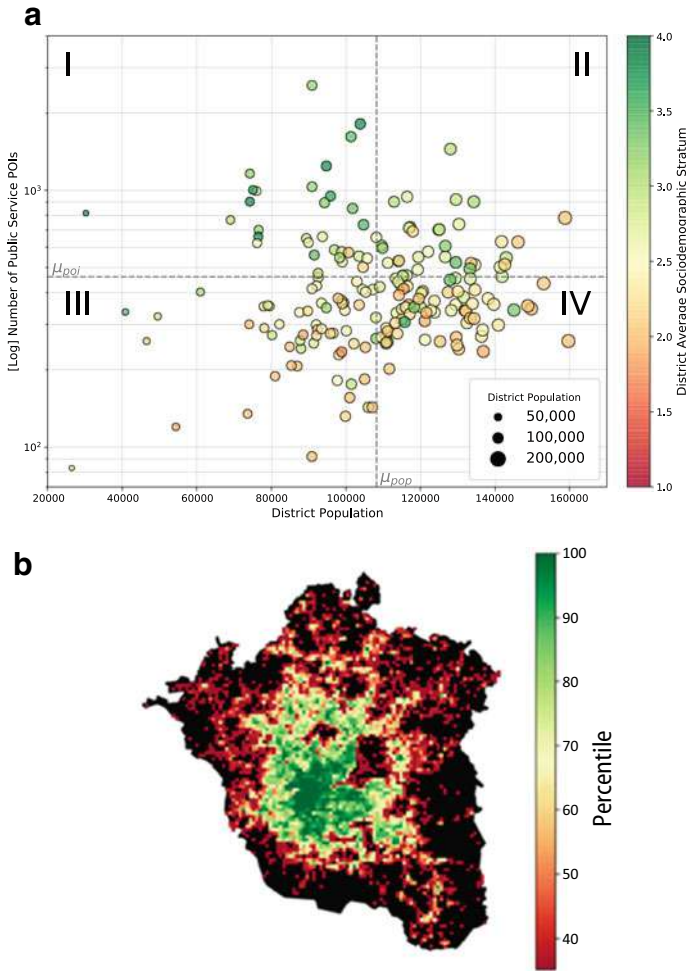 a
I
II
III
IV
μpoi
μpop
[Log] Number of Public Service POIs
10³
10²
20000 40000 60000 80000 100000 120000 140000 160000
District Population
District Population
50,000
100,000
200,000
4.0
3.5
3.0
2.5
2.0
1.5
1.0
District Average Sociodemographic Stratum
b
100
90
80
70
60
50
40
Percentile